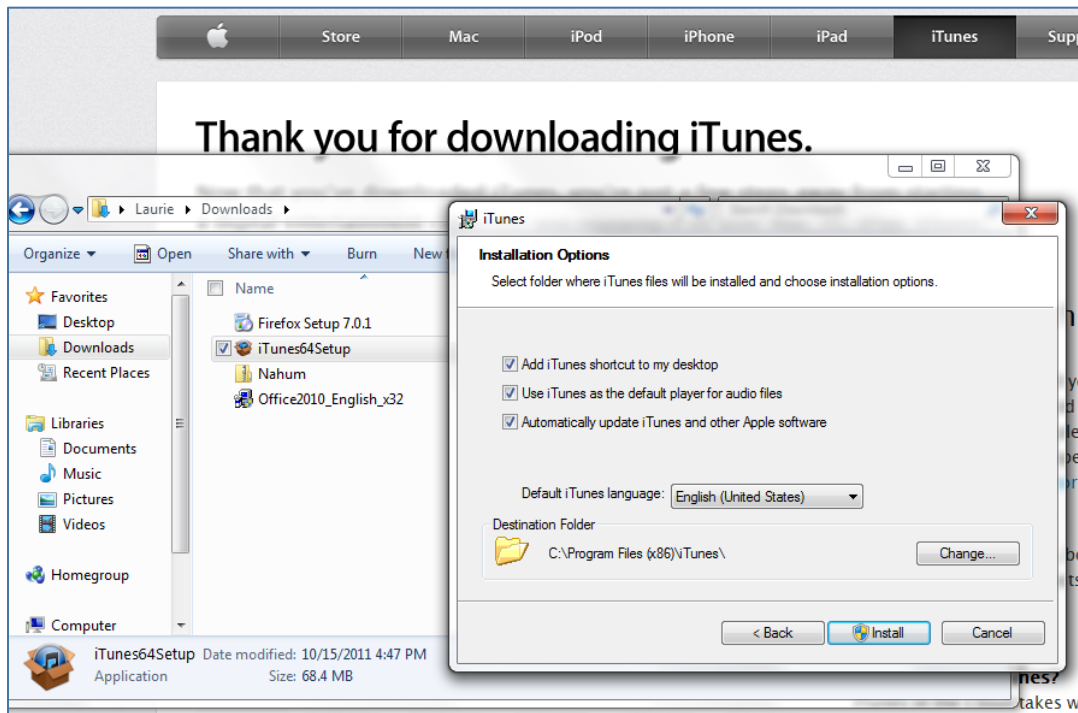 Store Mac iPod iPhone iPad iTunes Supp
Thank you for downloading iTunes.
Laurie Downloads
Organize Open Share with Burn New
Favorites
Desktop
Downloads
Recent Places
Libraries
Documents
Music
Pictures
Videos
Homegroup
Computer
Name
Firefox Setup 7.0.1
iTunes64Setup
Nahum
Office2010_English_x32
iTunes64Setup Date modified: 10/15/2011 4:47 PM
Application Size: 68.4 MB
iTunes
Installation Options
Select folder where iTunes files will be installed and choose installation options.
Add iTunes shortcut to my desktop
Use iTunes as the default player for audio files
Automatically update iTunes and other Apple software
Default iTunes language: English (United States)
Destination Folder
C:\Program Files (x86)\iTunes\ Change...
< Back Install Cancel
nes?
takes w